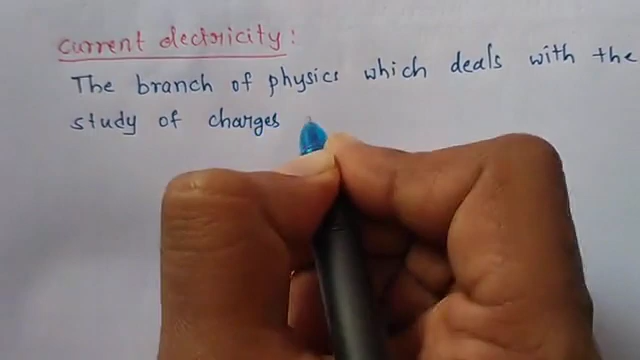 current electricity :
The branch of physics which deals with the
study of charges